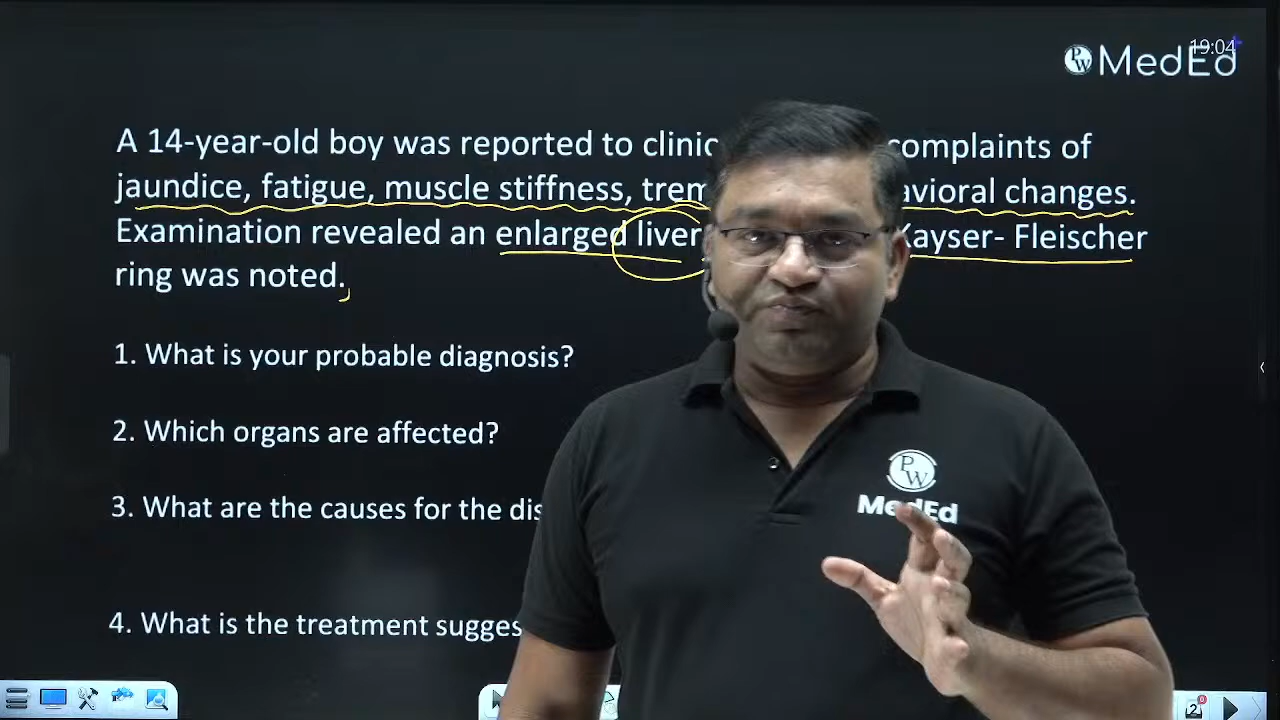 19:04
PW MedEd
A 14-year-old boy was reported to clinic complaints of
jaundice, fatigue, muscle stiffness, trem avioral changes.
Examination revealed an enlarged liver Kayser- Fleischer
ring was noted.
1. What is your probable diagnosis?
2. Which organs are affected?
3. What are the causes for the dis
4. What is the treatment sugges
PW
MedEd
2